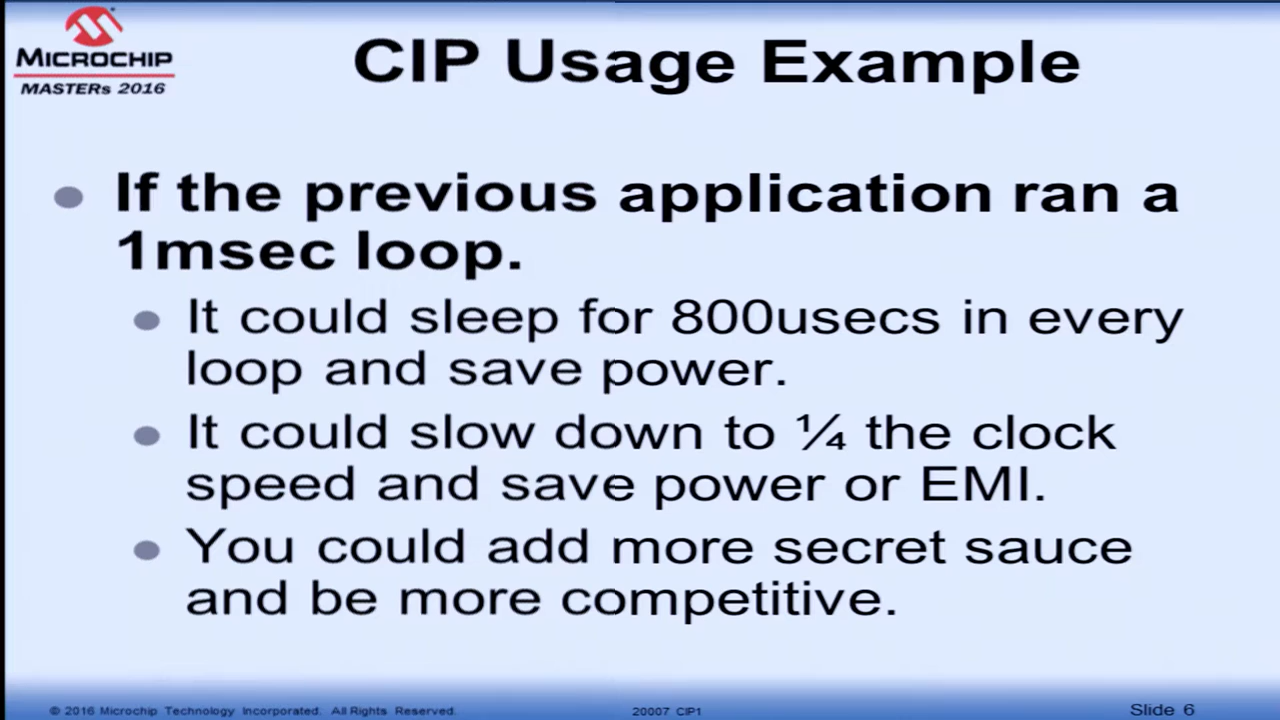 MICROCHIP
MASTERs 2016
CIP Usage Example
If the previous application ran a
1msec loop.
It could sleep for 800usecs in every
loop and save power.
It could slow down to ¼ the clock
speed and save power or EMI.
You could add more secret sauce
and be more competitive.
© 2016 Microchip Technology Incorporated. All Rights Reserved.
20007 CIP1
Slide 6